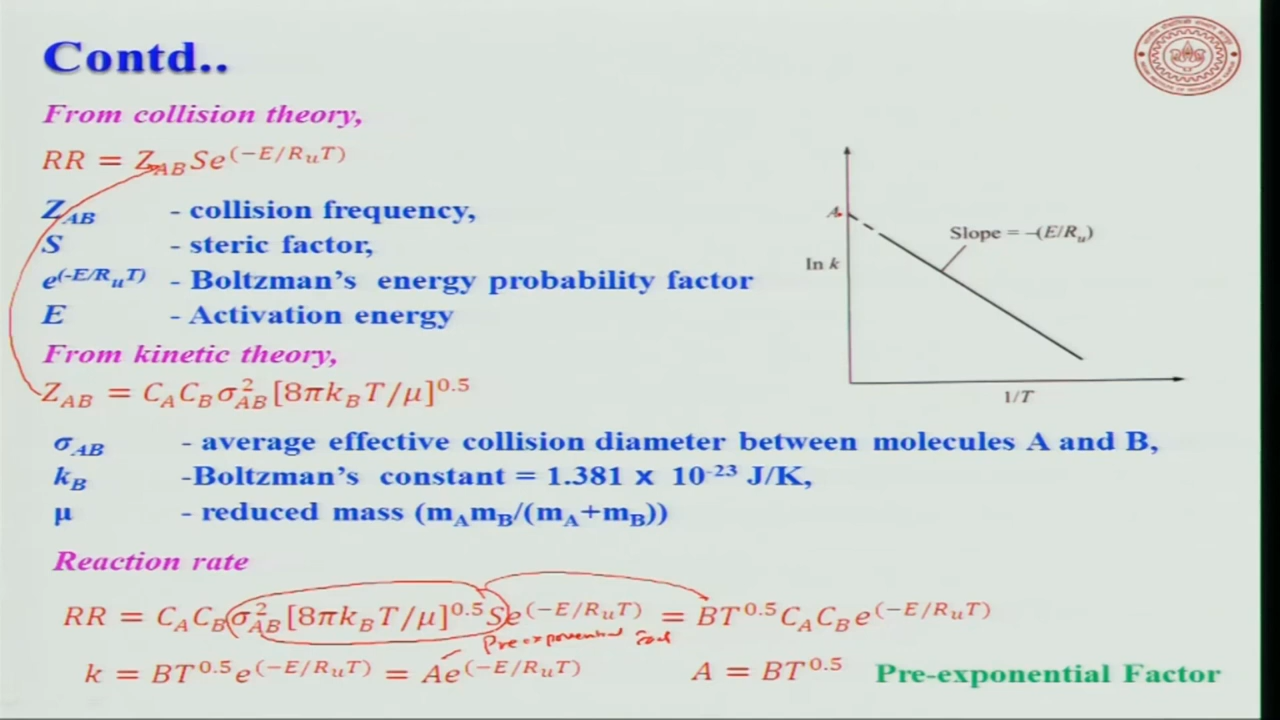 Contd..
From collision theory,
RR = Z_AB Se^(−E/R_uT)
Z_AB - collision frequency,
S - steric factor,
e^(-E/R_uT) - Boltzman's energy probability factor
E - Activation energy
From kinetic theory,
Z_AB = C_A C_B σ²_AB [8πk_BT/μ]^0.5
σ_AB - average effective collision diameter between molecules A and B,
k_B -Boltzman's constant = 1.381 x 10^-23 J/K,
μ - reduced mass (m_Am_B/(m_A+m_B))
Reaction rate
RR = C_A C_B σ²_AB [8πk_BT/μ]^0.5 Se^(−E/R_uT) = BT^0.5 C_A C_B e^(−E/R_uT)
Pre exponential
k = BT^0.5 e^(−E/R_uT) = Ae^(−E/R_uT) A = BT^0.5 Pre-exponential Factor
A
Slope = –(E/R_u)
ln k
1/T